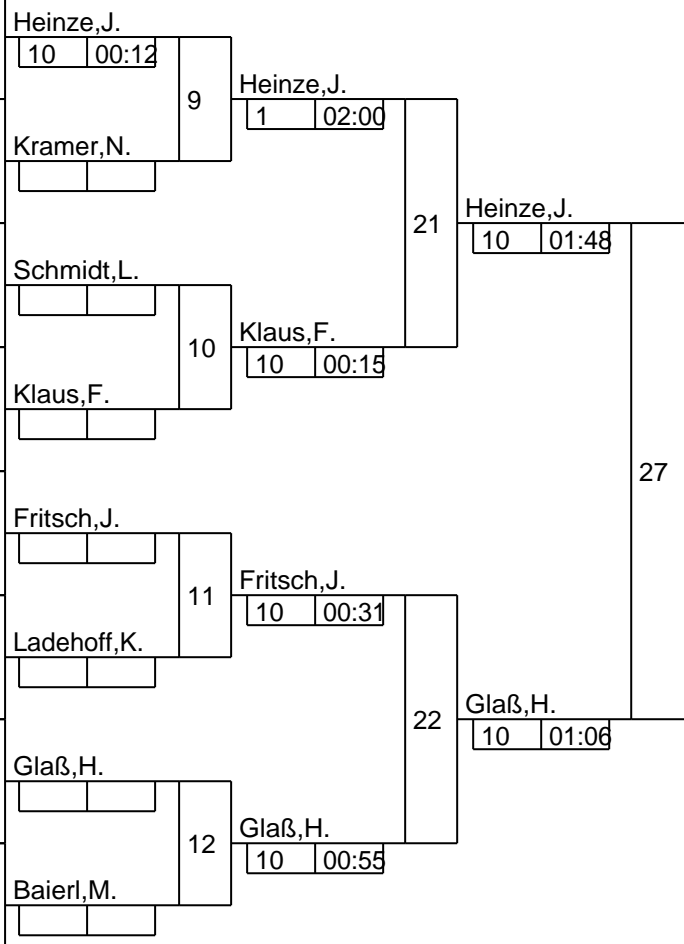 Heinze,J.
10 00:12
9
Heinze,J.
1 02:00
Kramer,N.
21
Heinze,J.
10 01:48
Schmidt,L.
10
Klaus,F.
10 00:15
Klaus,F.
27
Fritsch,J.
11
Fritsch,J.
10 00:31
Ladehoff,K.
22
Glaß,H.
10 01:06
Glaß,H.
12
Glaß,H.
10 00:55
Baierl,M.